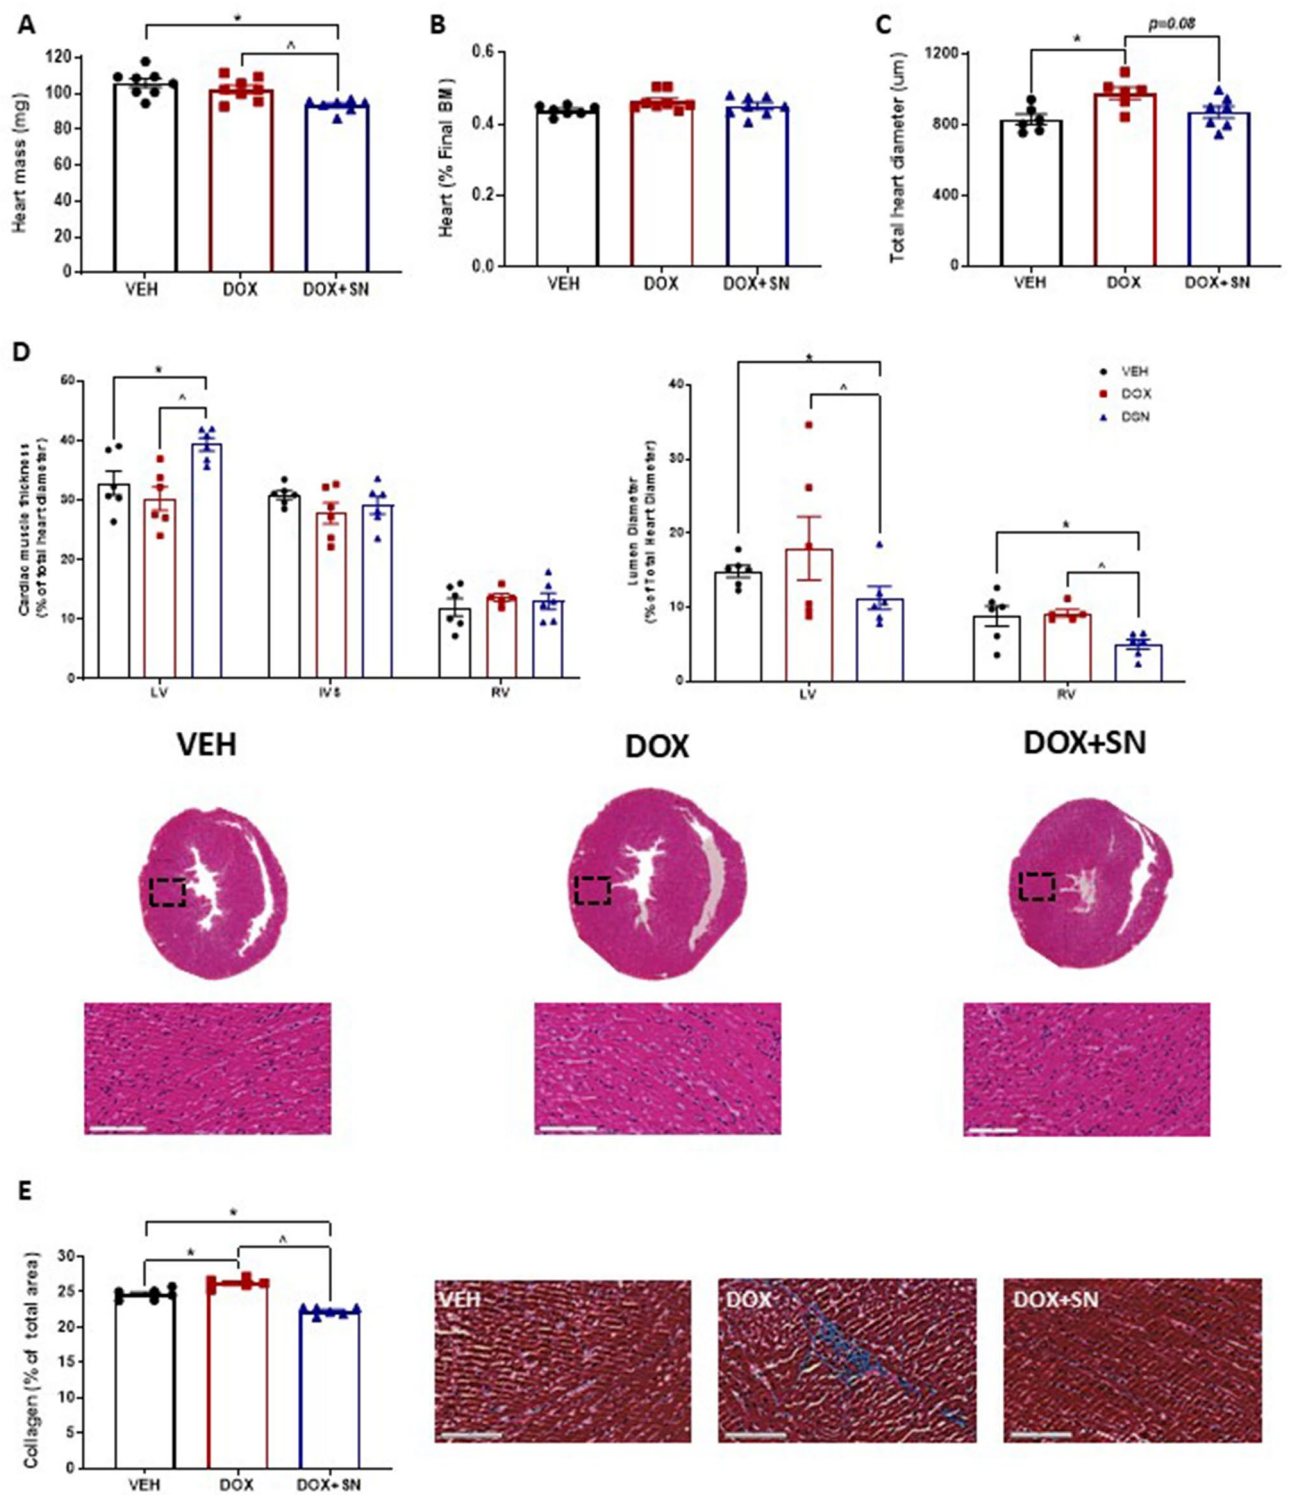 A
*
^
Heart mass (mg)
120
100
80
60
40
20
0
VEH DOX DOX+SN
B
Heart (% Final BM)
0.6
0.4
0.2
0.0
VEH DOX DOX+SN
C
* p=0.08
Total heart diameter (um)
1200
800
400
0
VEH DOX DOX+SN
D
*
^
Cardiac muscle thickness
(% of total heart diameter)
60
40
30
20
10
0
LV IVS RV
*
^
*
^
Lumen Diameter
(% of Total Heart Diameter)
40
30
20
10
0
LV RV
VEH
DOX
DSN
VEH DOX DOX+SN
E
*
* ^
Collagen (% of total area)
30
25
20
15
10
5
0
VEH DOX DOX+SN
VEH DOX DOX+SN